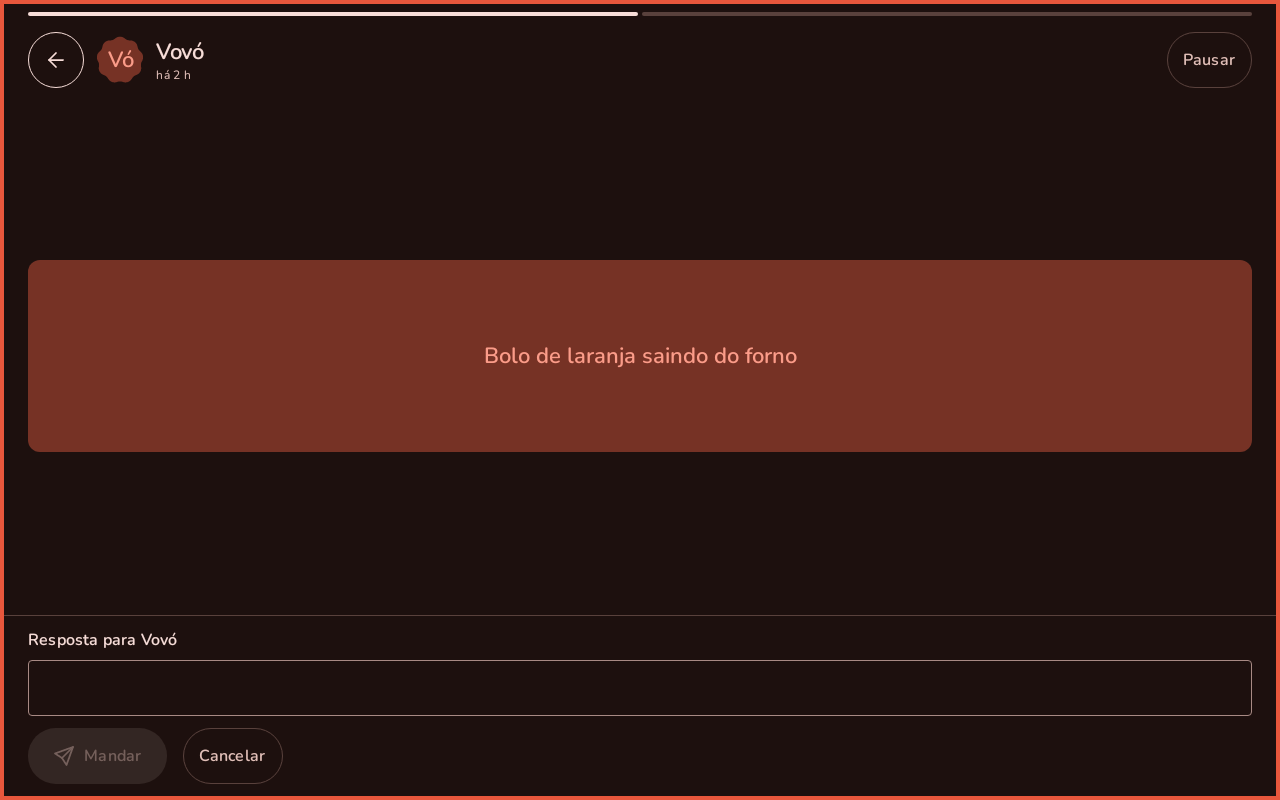 Vó
Vovó
há 2 h
Pausar
Bolo de laranja saindo do forno
Resposta para Vovó
Mandar
Cancelar